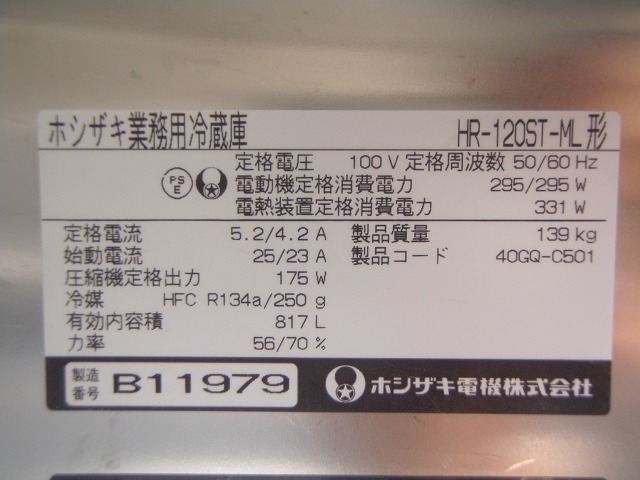 ホシザキ業務用冷蔵庫 HR-120ST-ML形
定格電圧 100V 定格周波数 50/60 Hz
PS E 電動機定格消費電力 295/295 W
電熱装置定格消費電力 331 W
定格電流 5.2/4.2 A 製品質量 139 kg
始動電流 25/23 A 製品コード 40GQ-C501
圧縮機定格出力 175 W
冷媒 HFC R134a/250 g
有効内容積 817 L
力率 56/70 %
製造番号 B11979 ホシザキ電機株式会社